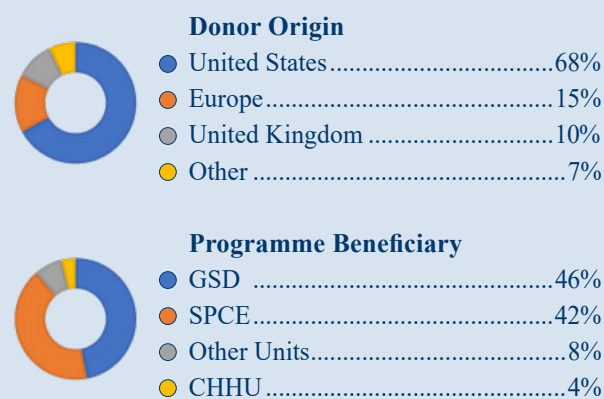 Donor Origin
United States..................................68%
Europe.............................................15%
United Kingdom ............................10%
Other ...............................................7%
Programme Beneficiary
GSD ..............................................46%
SPCE..............................................42%
Other Units.....................................8%
CHHU ............................................4%